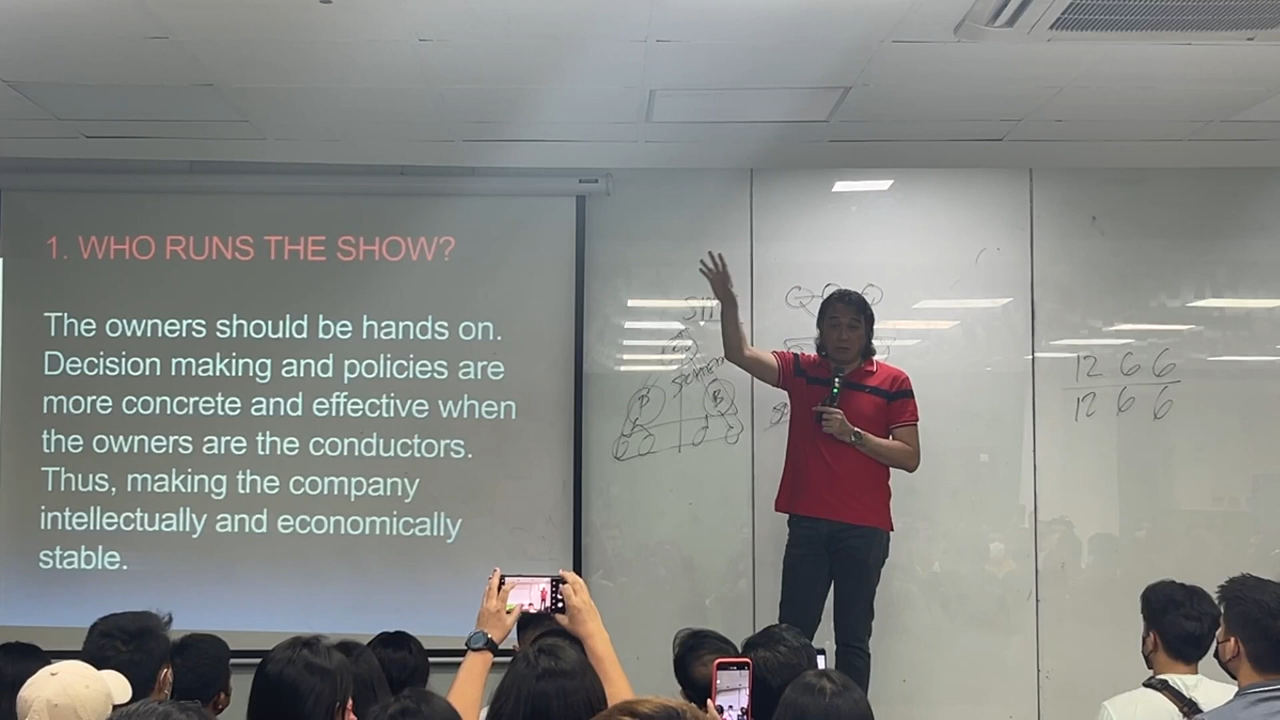 1. WHO RUNS THE SHOW?
The owners should be hands on.
Decision making and policies are
more concrete and effective when
the owners are the conductors.
Thus, making the company
intellectually and economically
stable.
B
B
12 6 6
12 6 6